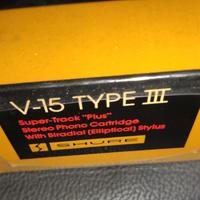 V-15 TYPE III
Super-Track "Plus"
Stereo Phono Cartridge
With Biradial (Elliptical) Stylus
SHURE